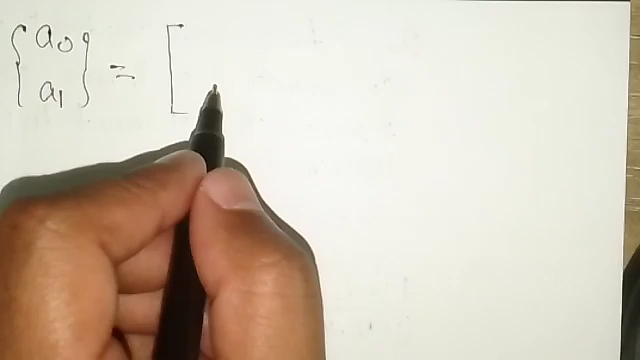 {a₀
a₁} = [